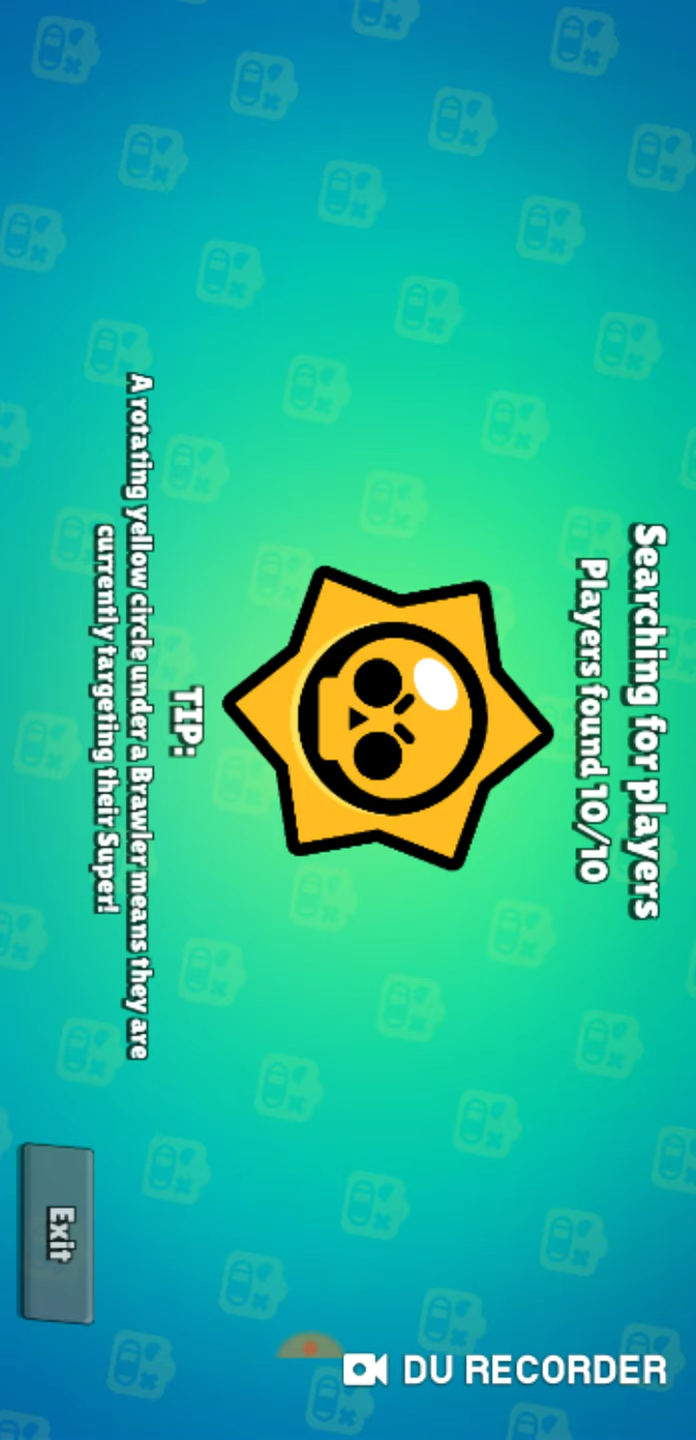 Searching for players
Players found 10/10
TIP:
A rotating yellow circle under a Brawler means they are
currently targeting their Super!
Exit
DU RECORDER